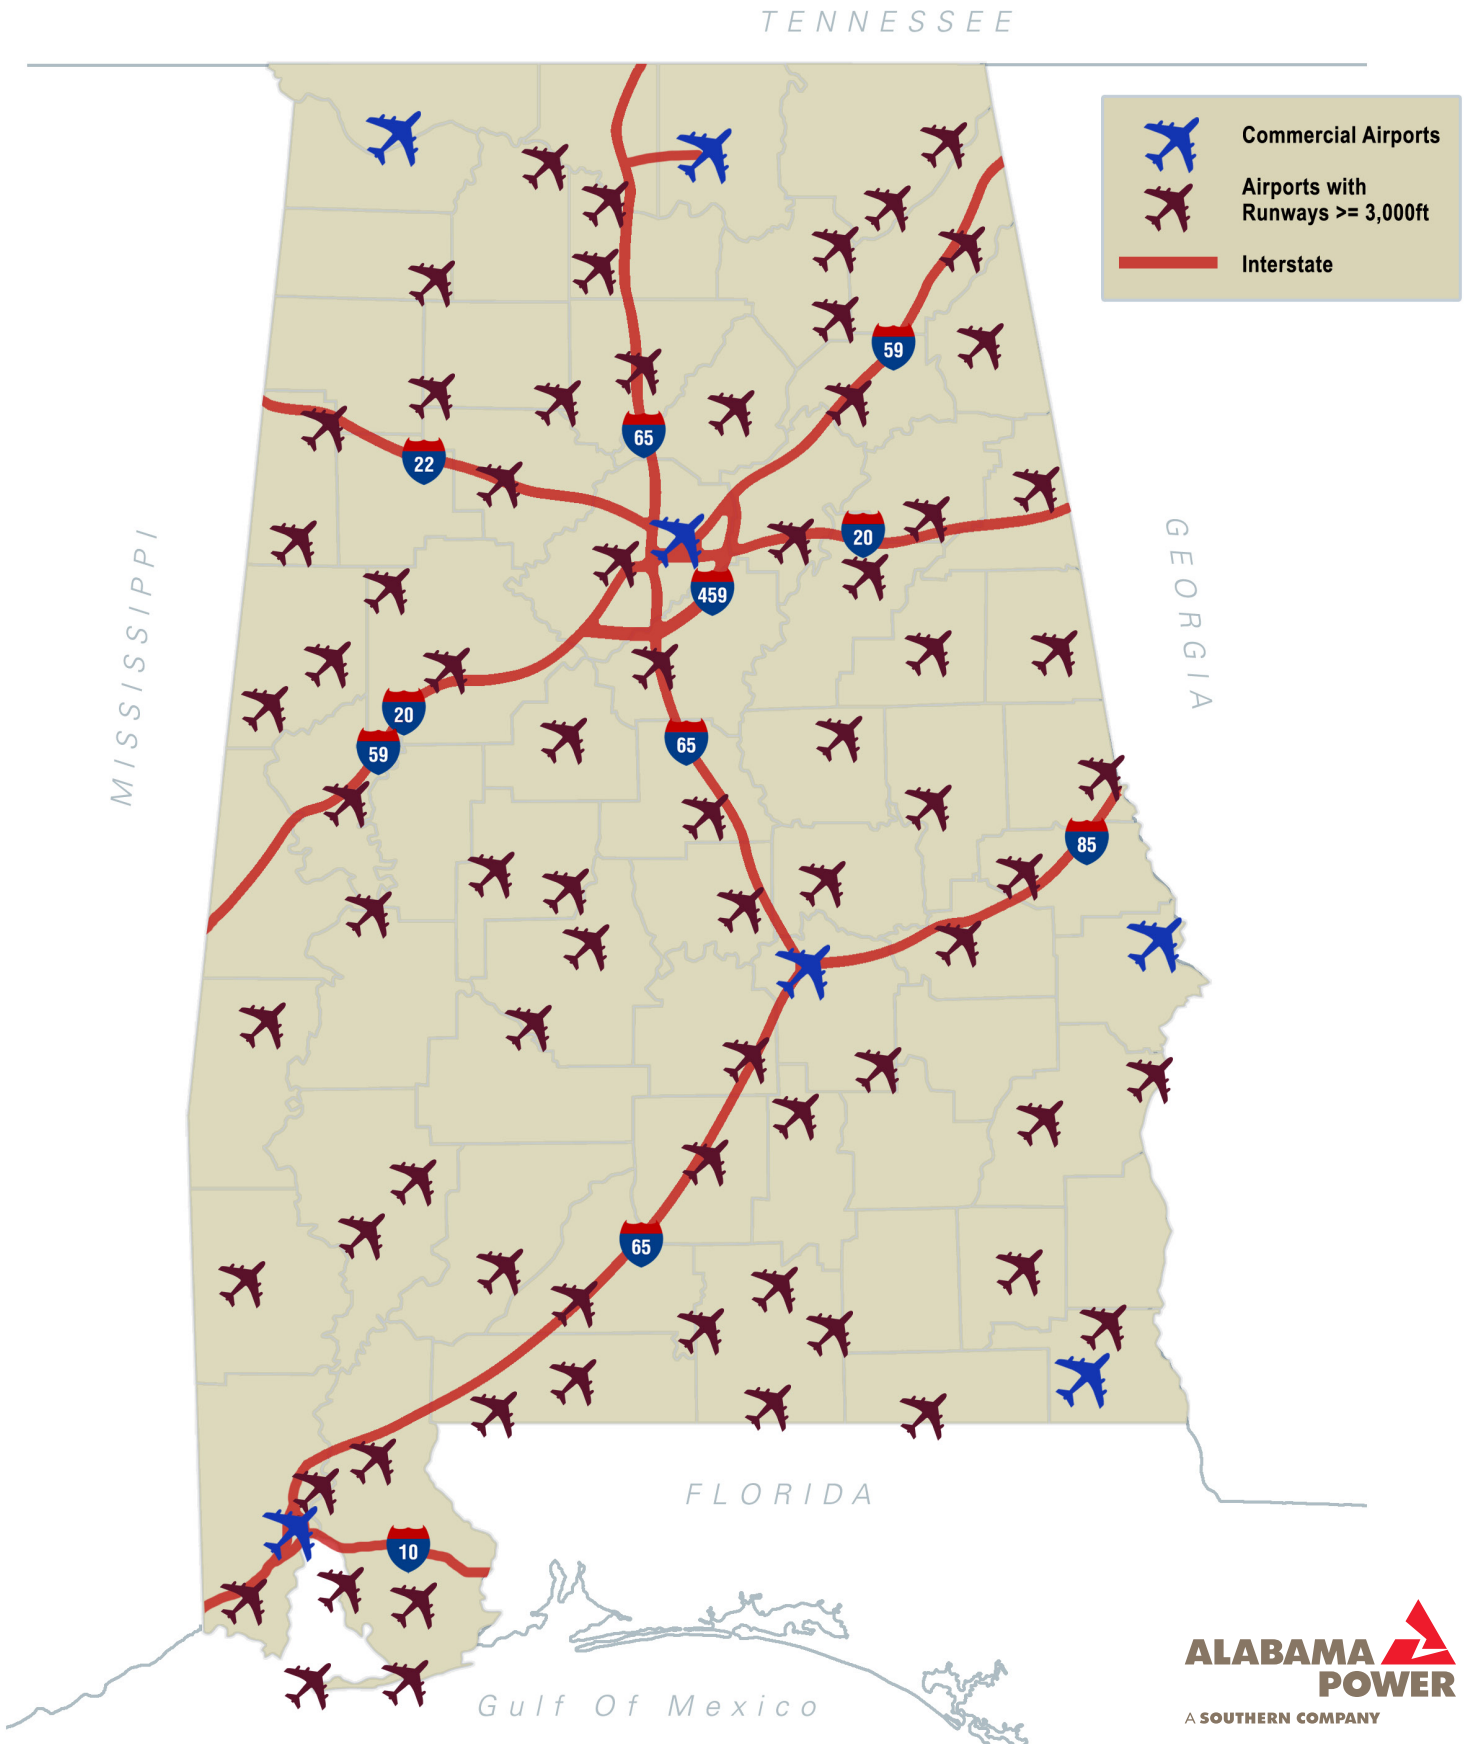 TENNESSEE
Commercial Airports
Airports with
Runways >= 3,000ft
Interstate
59
65
22
20
459
MISSISSIPPI
GEORGIA
20
59
65
85
65
FLORIDA
10
Gulf Of Mexico
ALABAMA
POWER
A SOUTHERN COMPANY